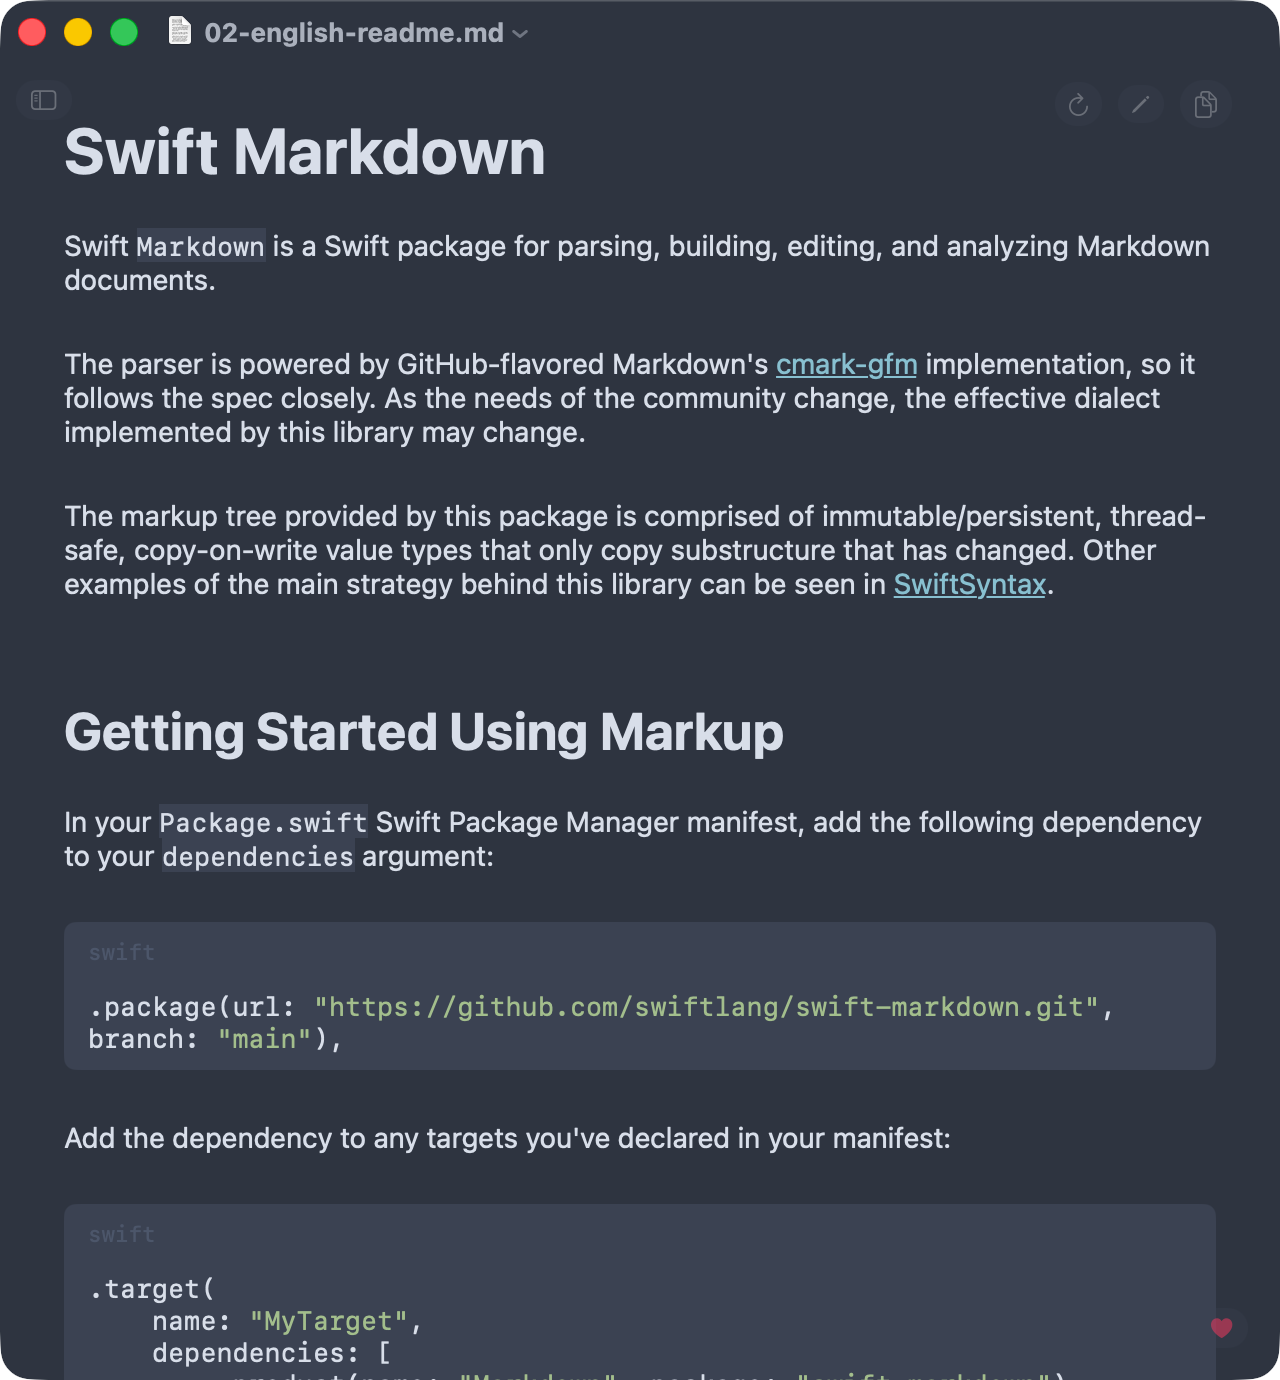 02-english-readme.md
Swift Markdown
Swift Markdown is a Swift package for parsing, building, editing, and analyzing Markdown
documents.
The parser is powered by GitHub-flavored Markdown's cmark-gfm implementation, so it
follows the spec closely. As the needs of the community change, the effective dialect
implemented by this library may change.
The markup tree provided by this package is comprised of immutable/persistent, thread-
safe, copy-on-write value types that only copy substructure that has changed. Other
examples of the main strategy behind this library can be seen in SwiftSyntax.
Getting Started Using Markup
In your Package.swift Swift Package Manager manifest, add the following dependency
to your dependencies argument:
swift
.package(url: "https://github.com/swiftlang/swift-markdown.git",
branch: "main"),
Add the dependency to any targets you've declared in your manifest:
swift
.target(
    name: "MyTarget",
    dependencies: [
        .product(name: "Markdown", package: "swift-markdown"),